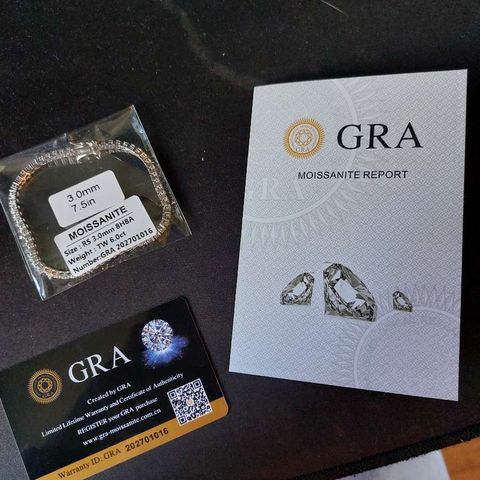 GRA
GRA
MOISSANITE REPORT
3.0mm
7.5in
MOISSANITE
Size : RS 3.0mm 8H8A
Weight : TW 6.0ct
Number:GRA 202701016
GRA
Created by GRA
Limited Lifetime Warranty and Certificate of Authenticity
REGISTER your GRA purchase
www.gra-moissanite.com.cn
Warranty ID: GRA 202701016